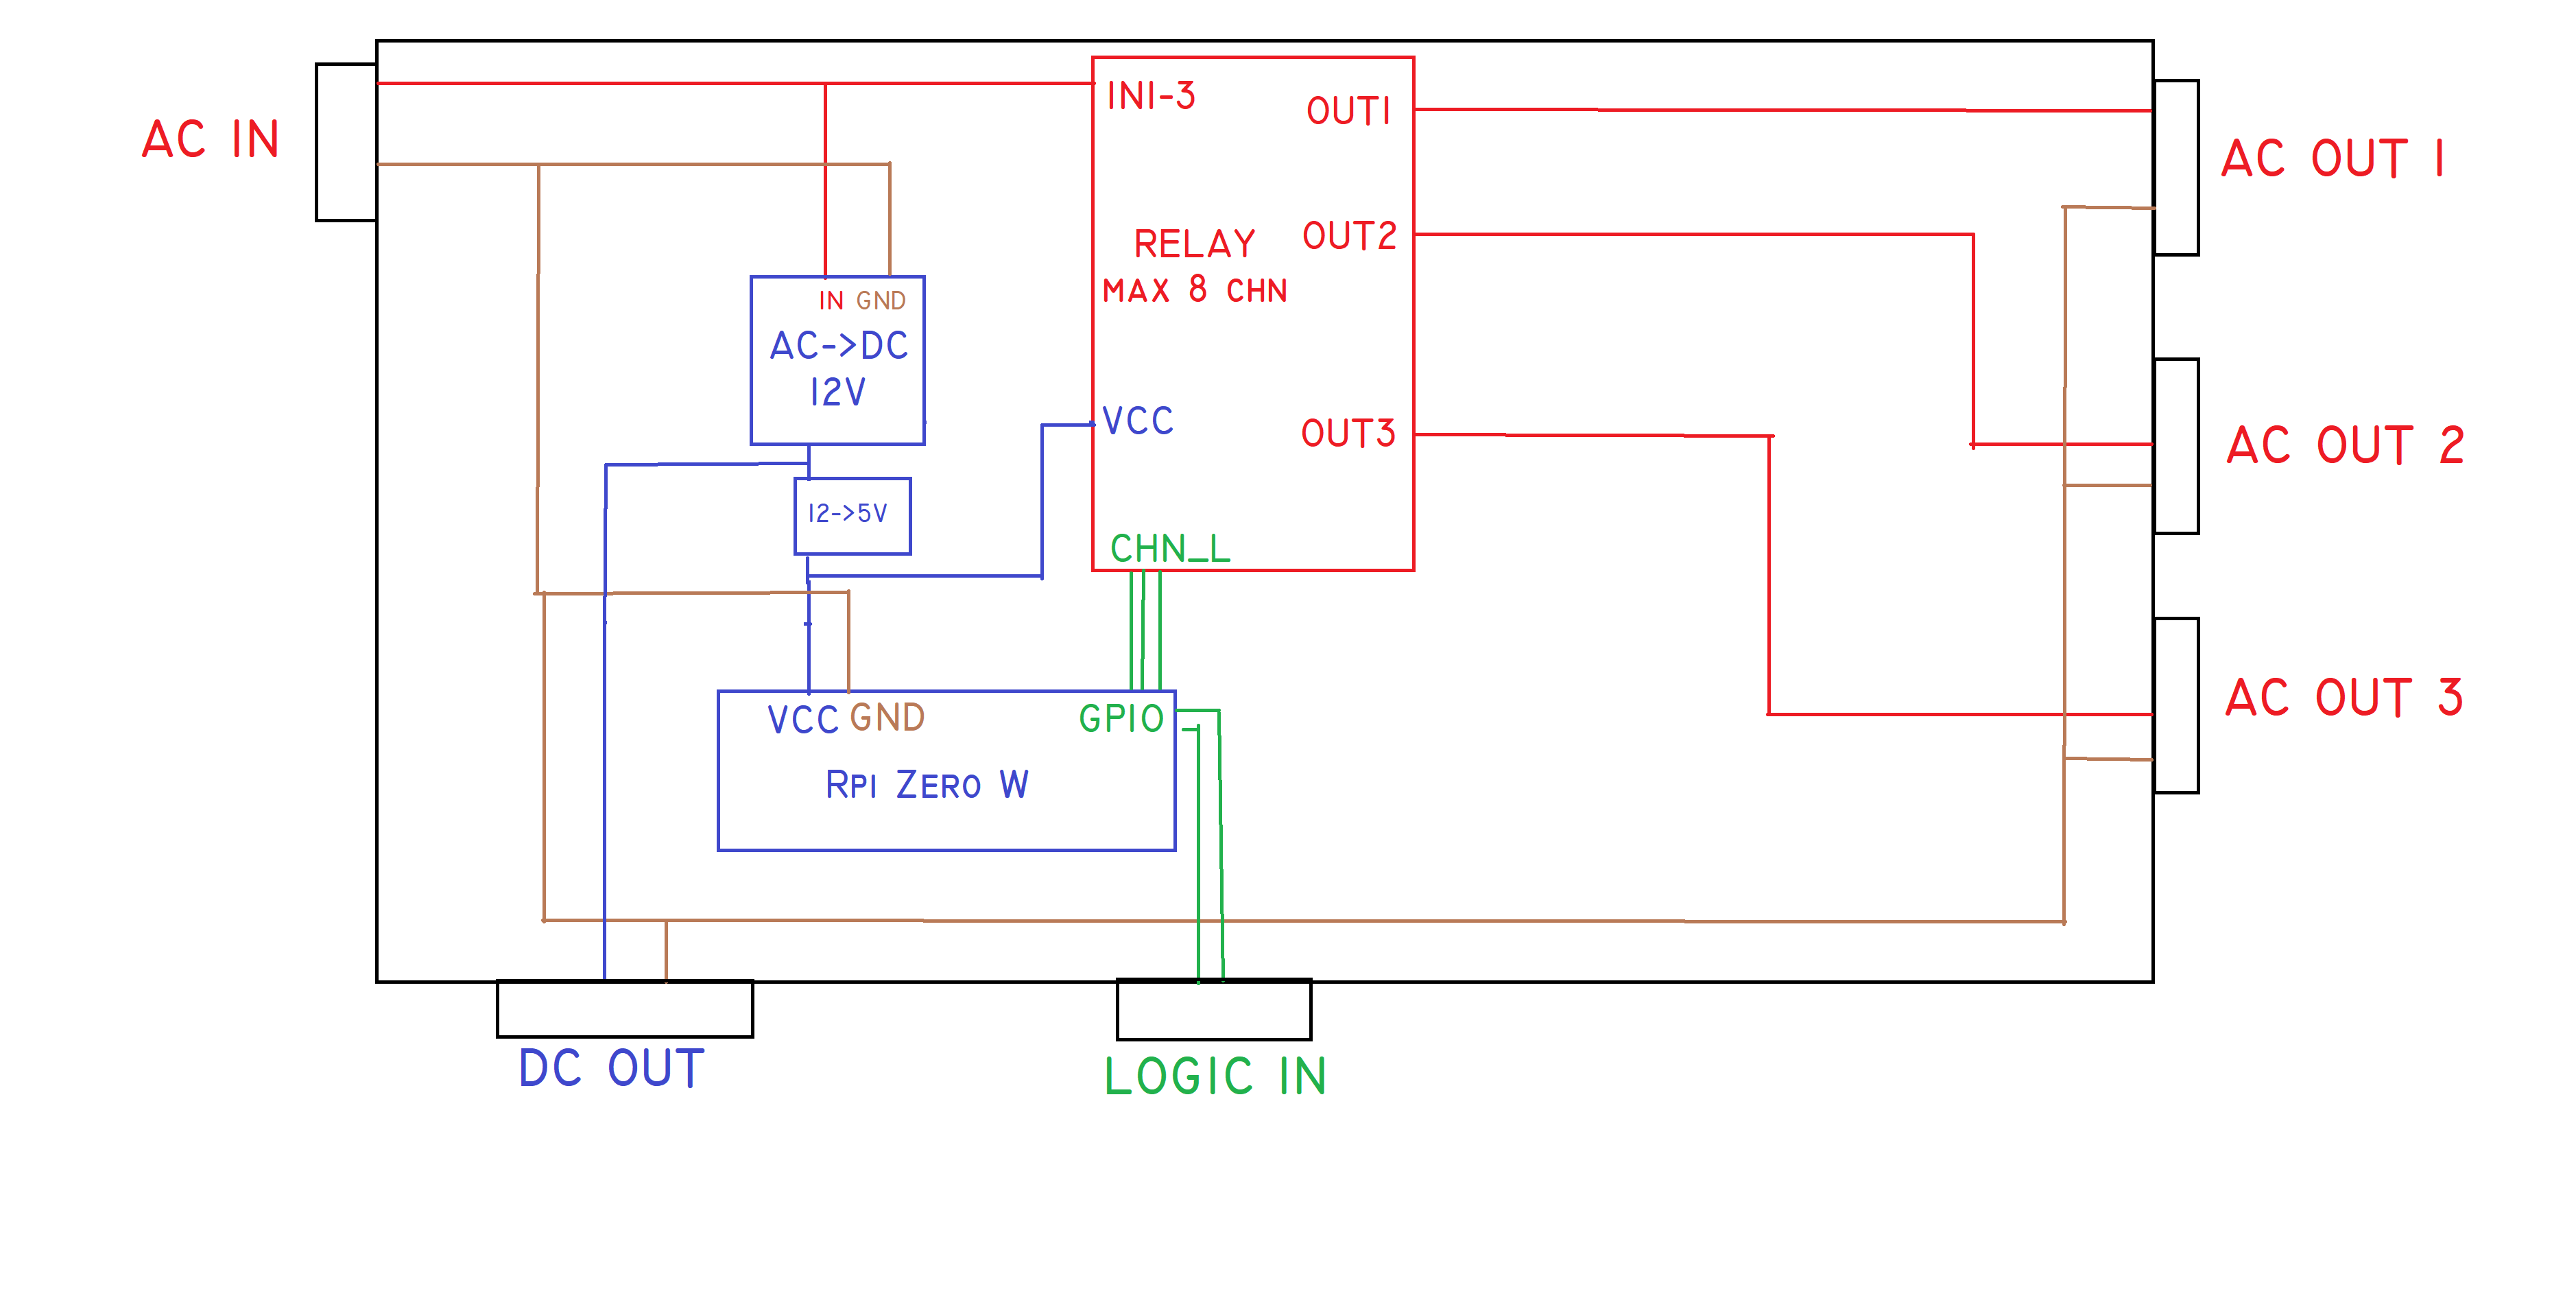 AC IN
IN1-3
OUT1
AC OUT 1
RELAY
MAX 8 CHN
OUT2
IN GND
AC->DC
12V
VCC
OUT3
AC OUT 2
12->5V
CHN_L
VCC GND
GPIO
RPI ZERO W
AC OUT 3
DC OUT
LOGIC IN